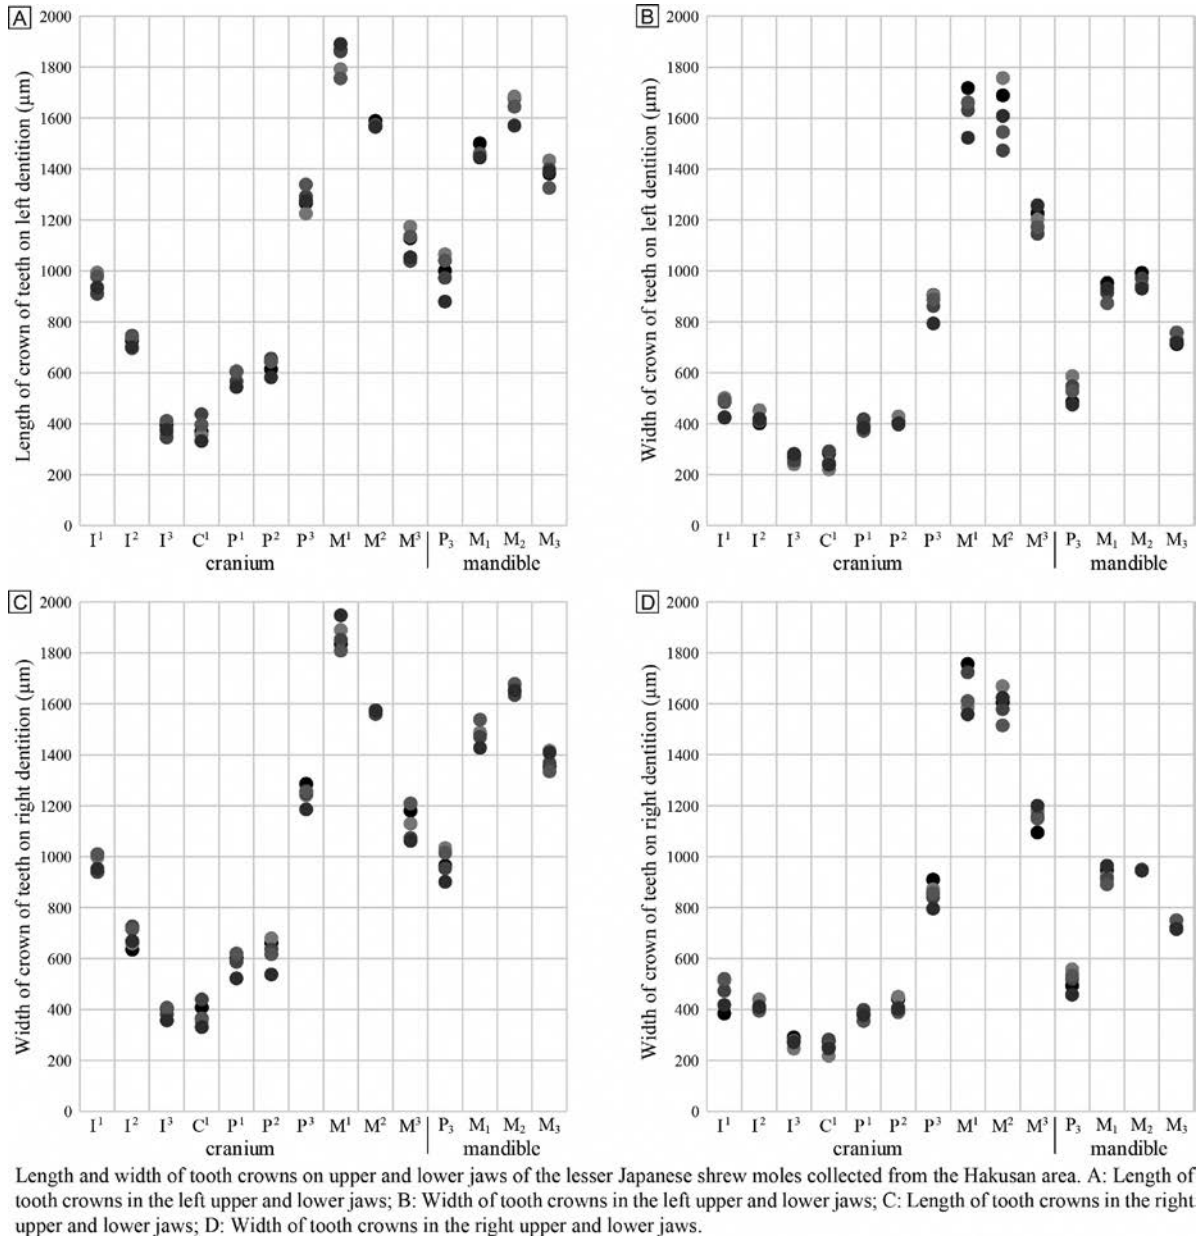 A
B
Length of crown of teeth on left dentition (µm)
2000
1800
1600
1400
1200
1000
800
600
400
200
0
I¹ I² I³ C¹ P¹ P² P³ M¹ M² M³ P₃ M₁ M₂ M₃
cranium mandible
Width of crown of teeth on left dentition (µm)
2000
1800
1600
1400
1200
1000
800
600
400
200
0
I¹ I² I³ C¹ P¹ P² P³ M¹ M² M³ P₃ M₁ M₂ M₃
cranium mandible
C
D
Width of crown of teeth on right dentition (µm)
2000
1800
1600
1400
1200
1000
800
600
400
200
0
I¹ I² I³ C¹ P¹ P² P³ M¹ M² M³ P₃ M₁ M₂ M₃
cranium mandible
Width of crown of teeth on right dentition (µm)
2000
1800
1600
1400
1200
1000
800
600
400
200
0
I¹ I² I³ C¹ P¹ P² P³ M¹ M² M³ P₃ M₁ M₂ M₃
cranium mandible
Length and width of tooth crowns on upper and lower jaws of the lesser Japanese shrew moles collected from the Hakusan area. A: Length of
tooth crowns in the left upper and lower jaws; B: Width of tooth crowns in the left upper and lower jaws; C: Length of tooth crowns in the right
upper and lower jaws; D: Width of tooth crowns in the right upper and lower jaws.